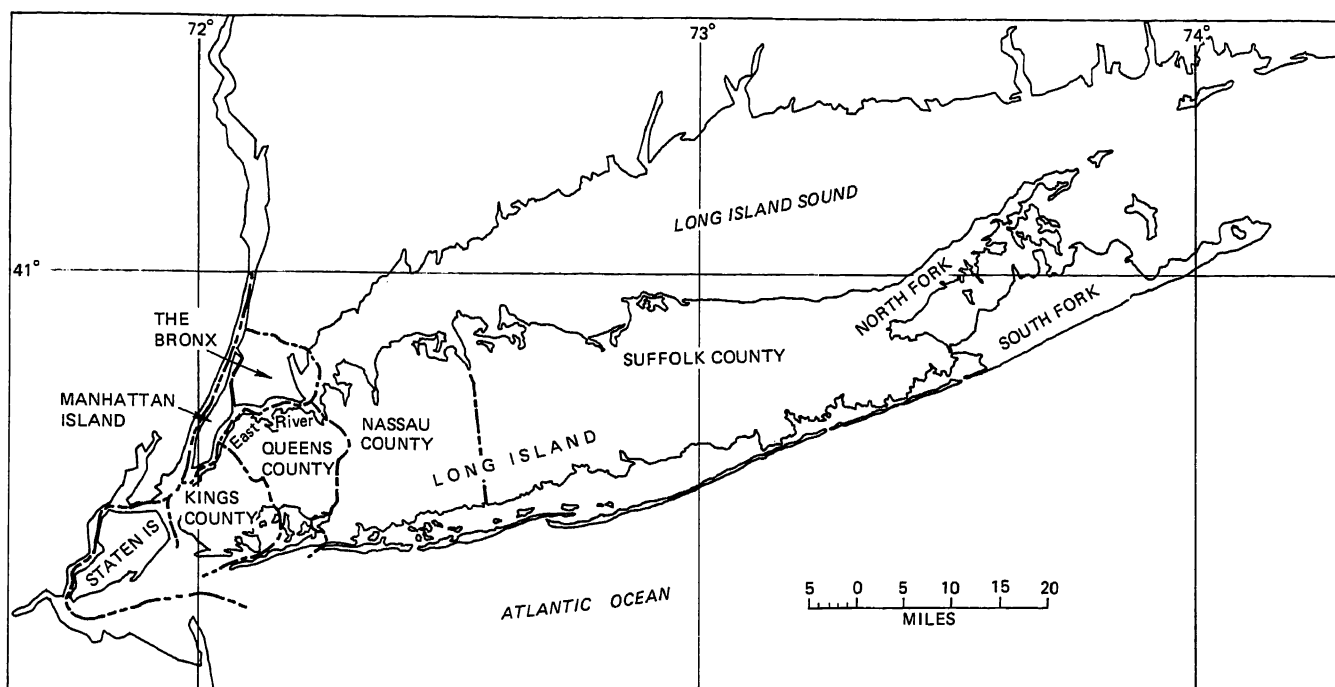 72°
73°
74°
LONG ISLAND SOUND
41°
THE
BRONX
NORTH FORK
SOUTH FORK
SUFFOLK COUNTY
MANHATTAN
ISLAND
East River
NASSAU
COUNTY
QUEENS
COUNTY
LONG ISLAND
KINGS
COUNTY
STATEN IS
ATLANTIC OCEAN
5 0 5 10 15 20
MILES